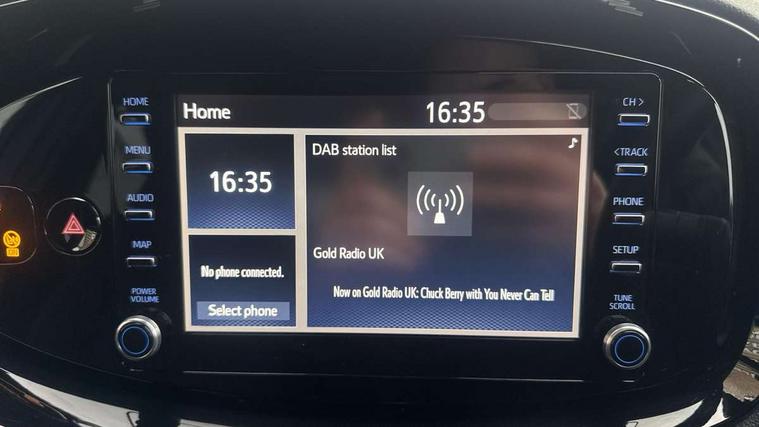 HOME
MENU
AUDIO
MAP
POWER
VOLUME
Home
16:35
16:35
No phone connected.
Select phone
DAB station list
Gold Radio UK
Now on Gold Radio UK: Chuck Berry with You Never Can Tell
CH >
< TRACK
PHONE
SETUP
TUNE
SCROLL